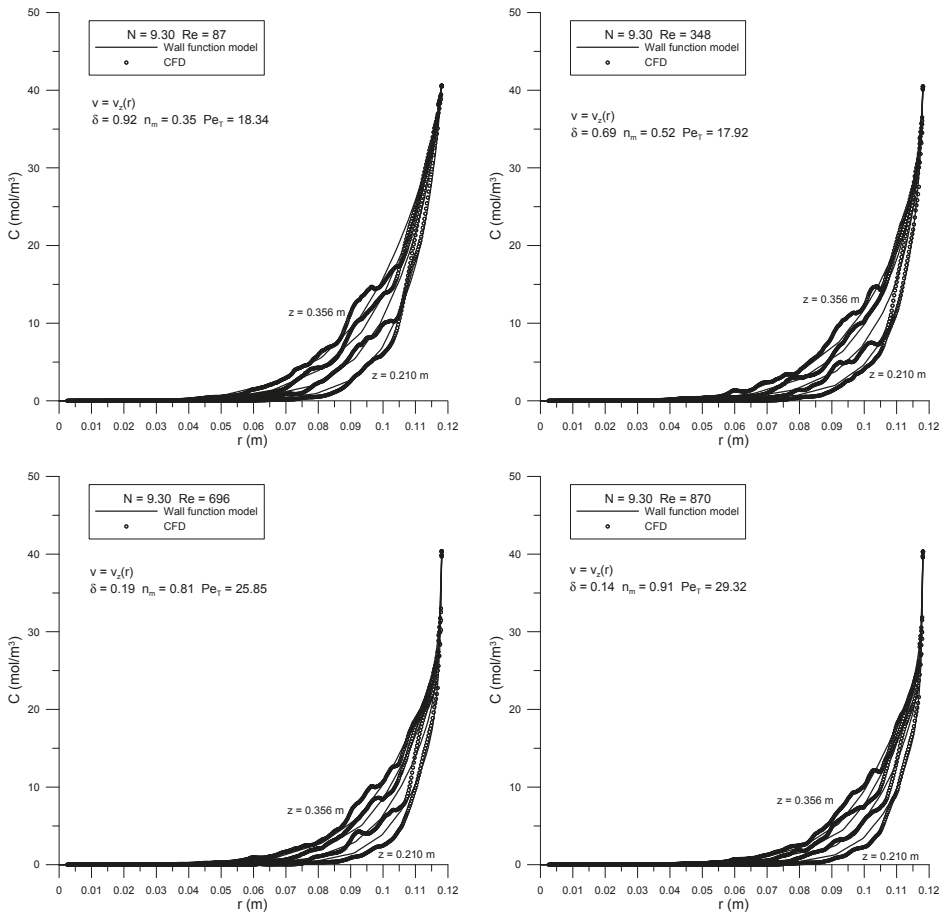 N = 9.30 Re = 87
Wall function model
CFD
v = v_z(r)
δ = 0.92 n_m = 0.35 Pe_T = 18.34
C (mol/m³)
50
40
30
20
10
0
z = 0.356 m
z = 0.210 m
0 0.01 0.02 0.03 0.04 0.05 0.06 0.07 0.08 0.09 0.1 0.11 0.12
r (m)
N = 9.30 Re = 348
Wall function model
CFD
v = v_z(r)
δ = 0.69 n_m = 0.52 Pe_T = 17.92
C (mol/m³)
50
40
30
20
10
0
z = 0.356 m
z = 0.210 m
0 0.01 0.02 0.03 0.04 0.05 0.06 0.07 0.08 0.09 0.1 0.11 0.12
r (m)
N = 9.30 Re = 696
Wall function model
CFD
v = v_z(r)
δ = 0.19 n_m = 0.81 Pe_T = 25.85
C (mol/m³)
50
40
30
20
10
0
z = 0.356 m
z = 0.210 m
0 0.01 0.02 0.03 0.04 0.05 0.06 0.07 0.08 0.09 0.1 0.11 0.12
r (m)
N = 9.30 Re = 870
Wall function model
CFD
v = v_z(r)
δ = 0.14 n_m = 0.91 Pe_T = 29.32
C (mol/m³)
50
40
30
20
10
0
z = 0.356 m
z = 0.210 m
0 0.01 0.02 0.03 0.04 0.05 0.06 0.07 0.08 0.09 0.1 0.11 0.12
r (m)